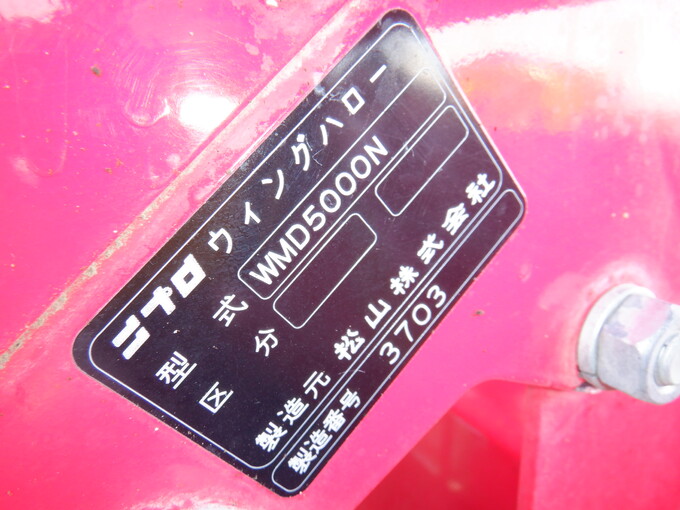 ニプロ ウィングハロー
型式 WMD5000N
区分
製造元 松山株式会社
製造番号 3703